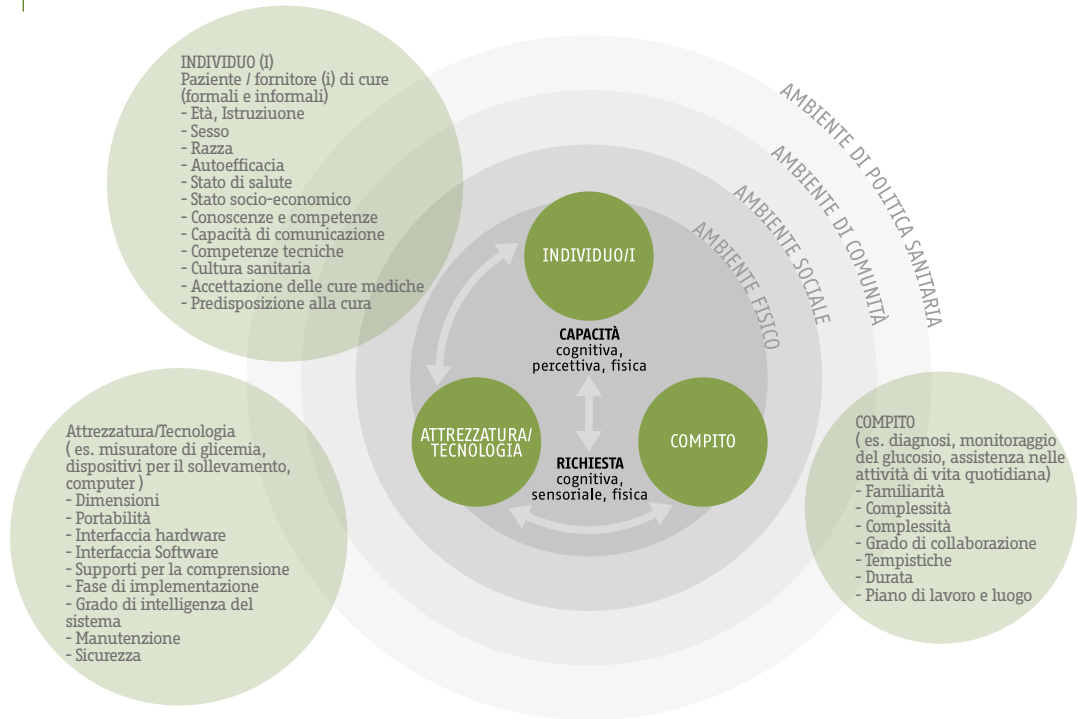 INDIVIDUO (I)
Paziente / fornitore (i) di cure
(formali e informali)
- Età, Istruziuone
- Sesso
- Razza
- Autoefficacia
- Stato di salute
- Stato socio-economico
- Conoscenze e competenze
- Capacità di comunicazione
- Competenze tecniche
- Cultura sanitaria
- Accettazione delle cure mediche
- Predisposizione alla cura
AMBIENTE DI POLITICA SANITARIA
AMBIENTE DI COMUNITÀ
AMBIENTE SOCIALE
AMBIENTE FISICO
INDIVIDUO/I
CAPACITÀ
cognitiva,
percettiva, fisica
ATTREZZATURA/
TECNOLOGIA
COMPITO
RICHIESTA
cognitiva,
sensoriale, fisica
Attrezzatura/Tecnologia
( es. misuratore di glicemia,
dispositivi per il sollevamento,
computer )
- Dimensioni
- Portabilità
- Interfaccia hardware
- Interfaccia Software
- Supporti per la comprensione
- Fase di implementazione
- Grado di intelligenza del
sistema
- Manutenzione
- Sicurezza
COMPITO
( es. diagnosi, monitoraggio
del glucosio, assistenza nelle
attività di vita quotidiana)
- Familiarità
- Complessità
- Complessità
- Grado di collaborazione
- Tempistiche
- Durata
- Piano di lavoro e luogo